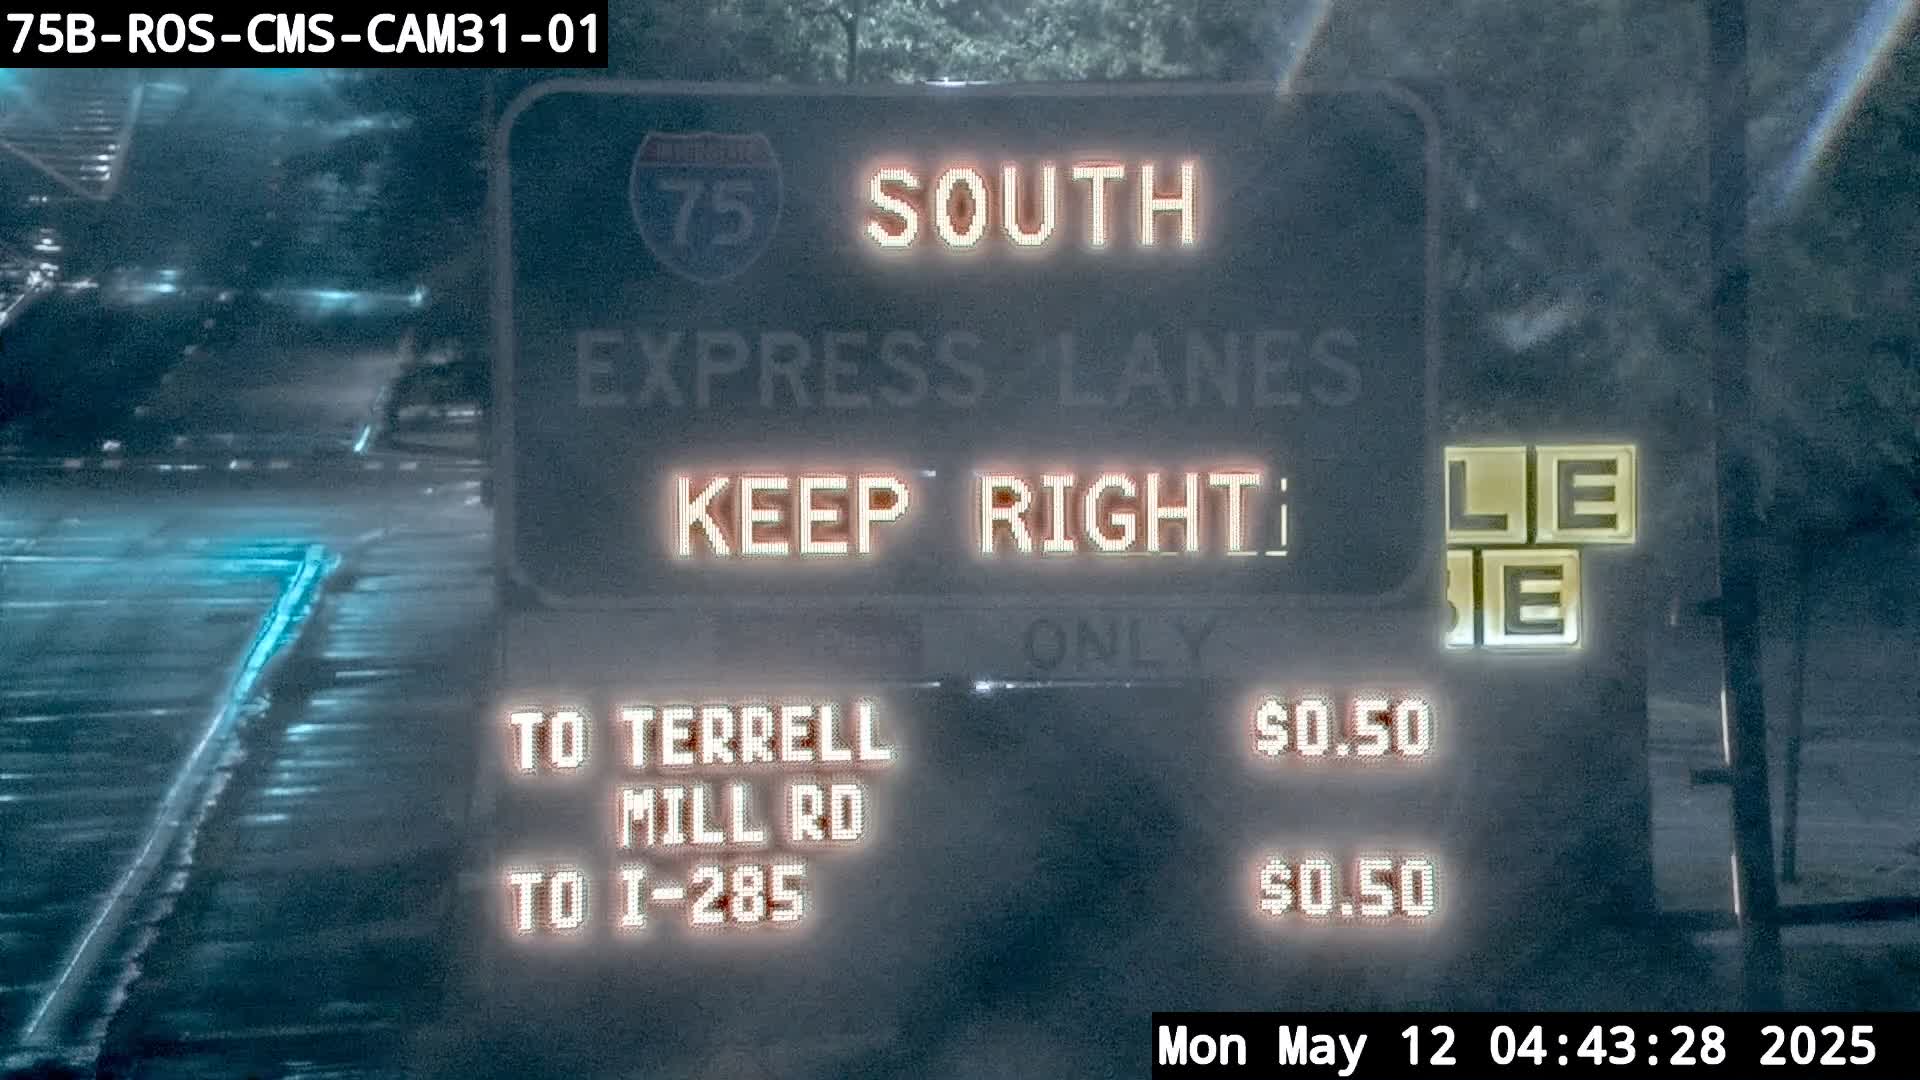 75B-ROS-CMS-CAM31-01
75 SOUTH
EXPRESS LANES
KEEP RIGHT
LE
E
ONLY
TO TERRELL $0.50
MILL RD
TO I-285 $0.50
Mon May 12 04:43:28 2025